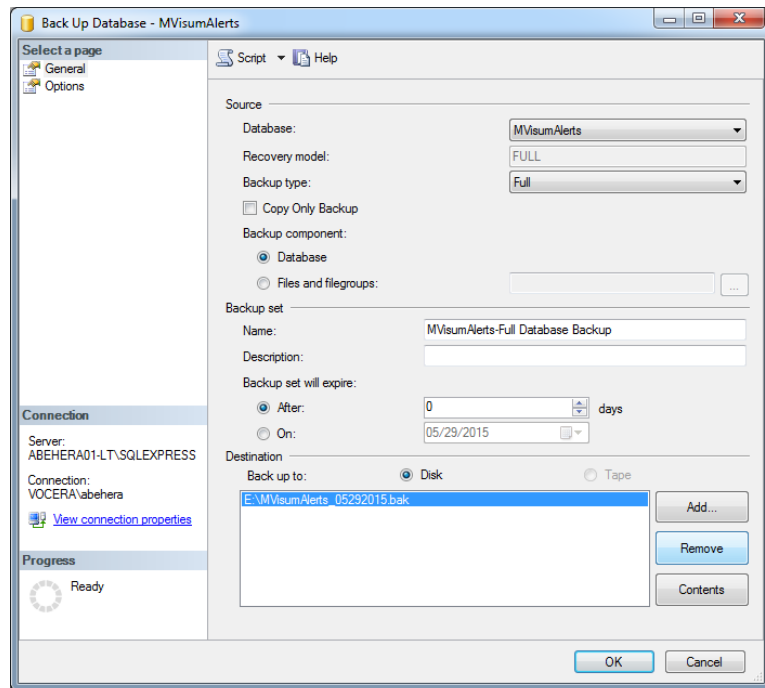 Back Up Database - MVisumAlerts
Select a page
General
Options
Script Help
Source
Database: MVisumAlerts
Recovery model: FULL
Backup type: Full
Copy Only Backup
Backup component:
Database
Files and filegroups: ...
Backup set
Name: MVisumAlerts-Full Database Backup
Description:
Backup set will expire:
After: 0 days
On: 05/29/2015
Destination
Back up to: Disk Tape
E:\MVisumAlerts_05292015.bak
Add...
Remove
Contents
Connection
Server:
ABEHERA01-LT\SQLEXPRESS
Connection:
VOCERA\abehera
View connection properties
Progress
Ready
OK Cancel